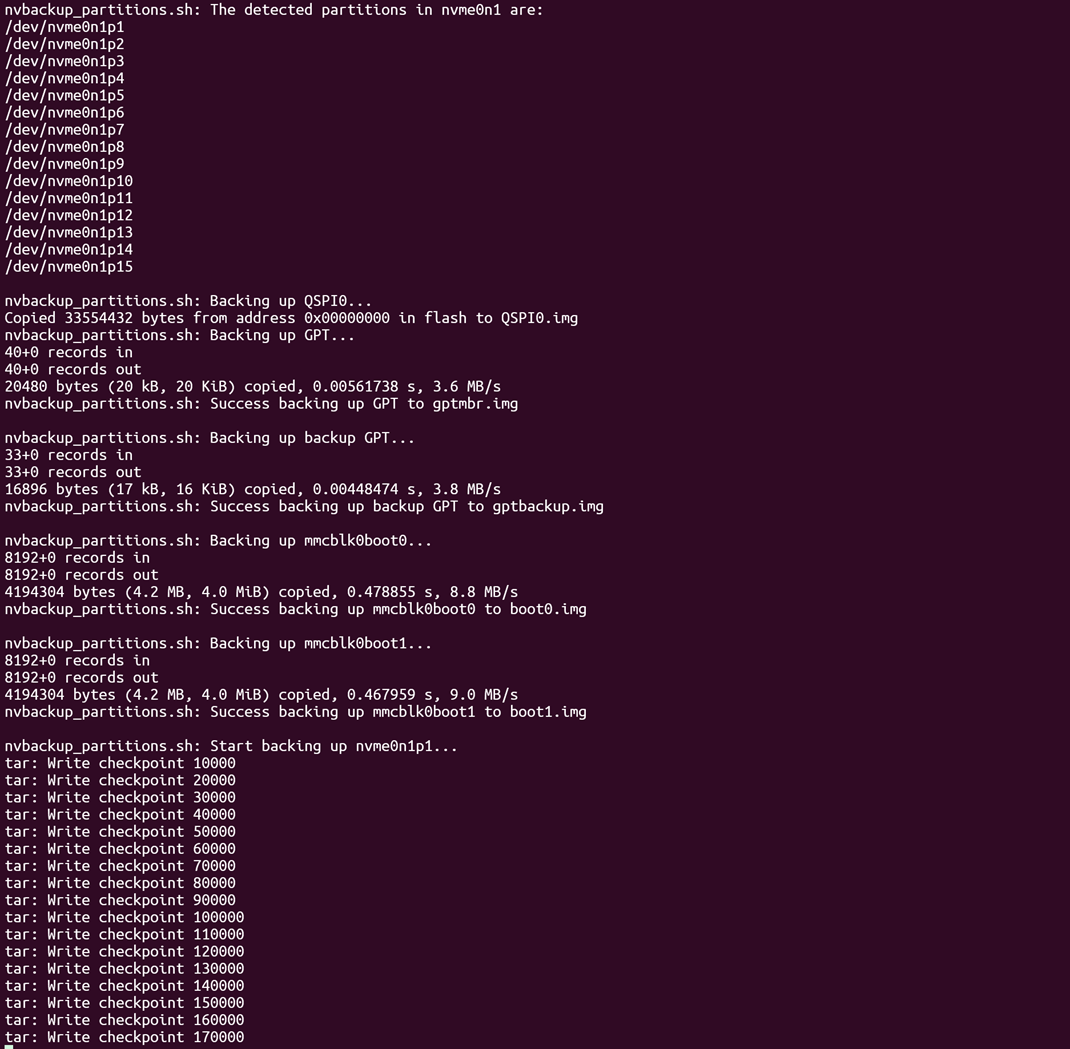 nvbackup_partitions.sh: The detected partitions in nvme0n1 are:
/dev/nvme0n1p1
/dev/nvme0n1p2
/dev/nvme0n1p3
/dev/nvme0n1p4
/dev/nvme0n1p5
/dev/nvme0n1p6
/dev/nvme0n1p7
/dev/nvme0n1p8
/dev/nvme0n1p9
/dev/nvme0n1p10
/dev/nvme0n1p11
/dev/nvme0n1p12
/dev/nvme0n1p13
/dev/nvme0n1p14
/dev/nvme0n1p15
nvbackup_partitions.sh: Backing up QSPI0...
Copied 33554432 bytes from address 0x00000000 in flash to QSPI0.img
nvbackup_partitions.sh: Backing up GPT...
40+0 records in
40+0 records out
20480 bytes (20 kB, 20 KiB) copied, 0.00561738 s, 3.6 MB/s
nvbackup_partitions.sh: Success backing up GPT to gptmbr.img
nvbackup_partitions.sh: Backing up backup GPT...
33+0 records in
33+0 records out
16896 bytes (17 kB, 16 KiB) copied, 0.00448474 s, 3.8 MB/s
nvbackup_partitions.sh: Success backing up backup GPT to gptbackup.img
nvbackup_partitions.sh: Backing up mmcblk0boot0...
8192+0 records in
8192+0 records out
4194304 bytes (4.2 MB, 4.0 MiB) copied, 0.478855 s, 8.8 MB/s
nvbackup_partitions.sh: Success backing up mmcblk0boot0 to boot0.img
nvbackup_partitions.sh: Backing up mmcblk0boot1...
8192+0 records in
8192+0 records out
4194304 bytes (4.2 MB, 4.0 MiB) copied, 0.467959 s, 9.0 MB/s
nvbackup_partitions.sh: Success backing up mmcblk0boot1 to boot1.img
nvbackup_partitions.sh: Start backing up nvme0n1p1...
tar: Write checkpoint 10000
tar: Write checkpoint 20000
tar: Write checkpoint 30000
tar: Write checkpoint 40000
tar: Write checkpoint 50000
tar: Write checkpoint 60000
tar: Write checkpoint 70000
tar: Write checkpoint 80000
tar: Write checkpoint 90000
tar: Write checkpoint 100000
tar: Write checkpoint 110000
tar: Write checkpoint 120000
tar: Write checkpoint 130000
tar: Write checkpoint 140000
tar: Write checkpoint 150000
tar: Write checkpoint 160000
tar: Write checkpoint 170000